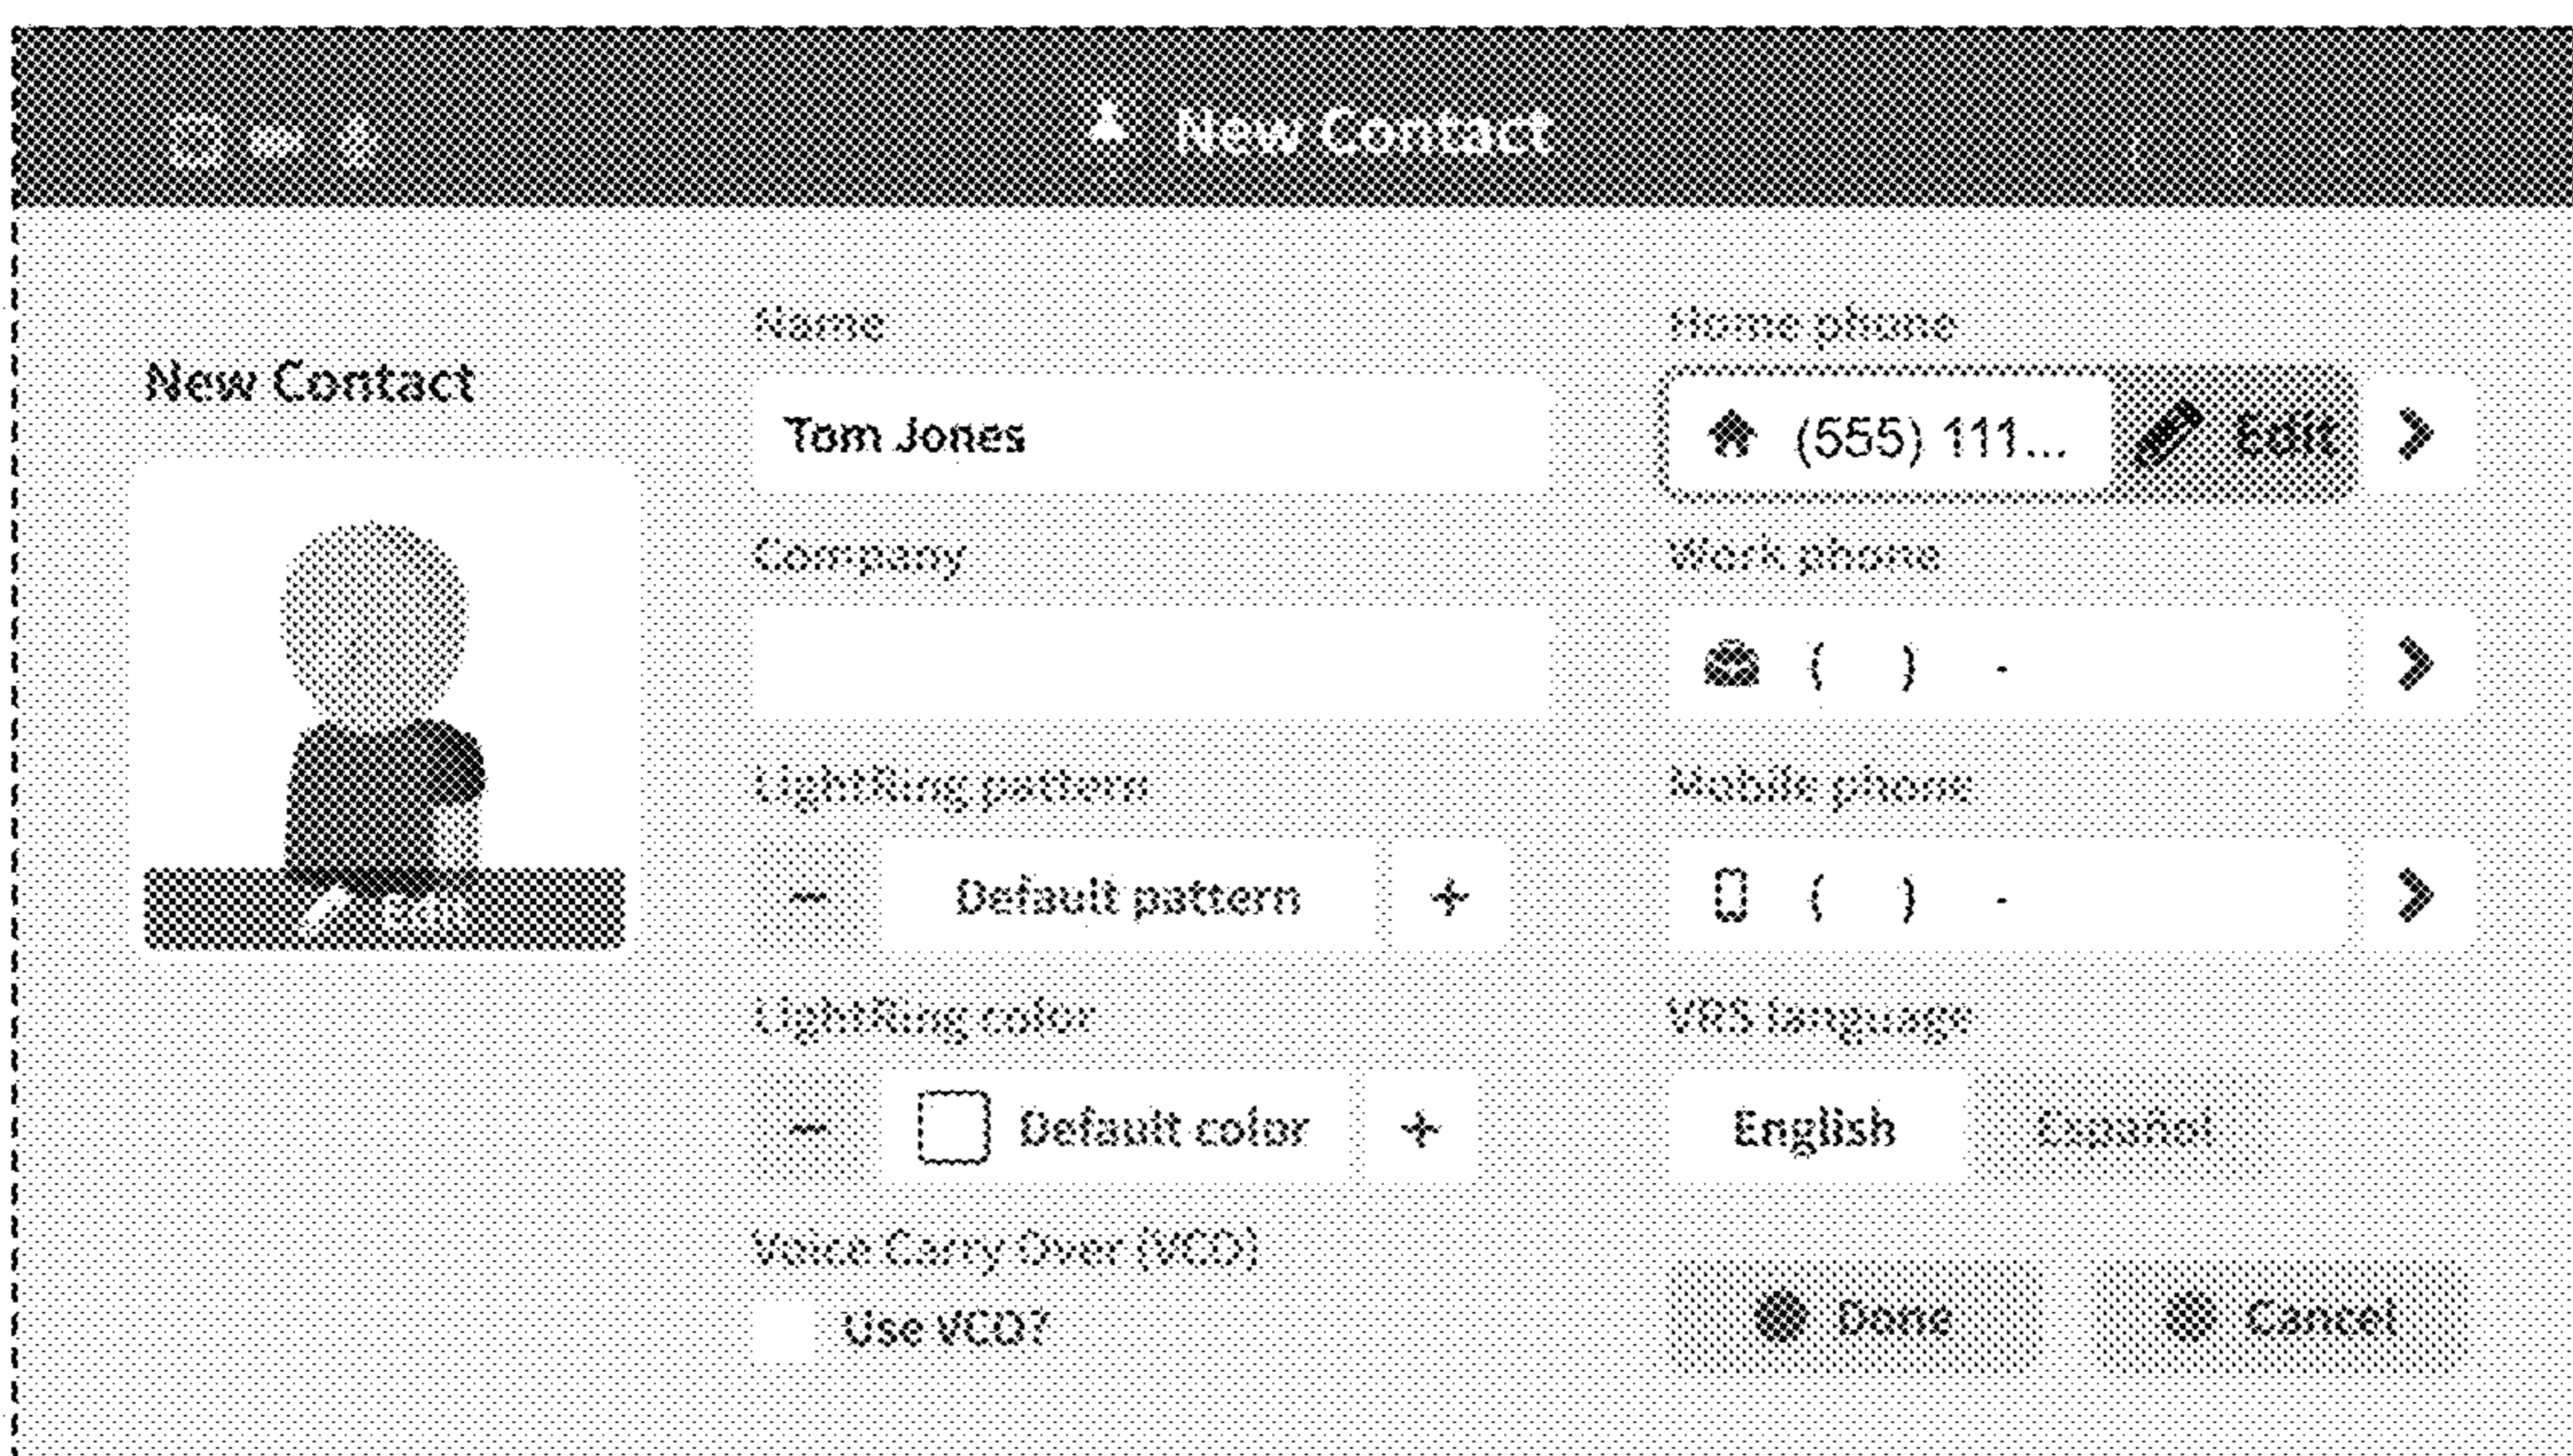 New Contact
New Contact
Edit
Name
Tom Jones
Company
LightRing pattern
− Default pattern +
LightRing color
− Default color +
Voice Carry Over (VCO)
Use VCO?
Home phone
(555) 111... Edit
Work phone
( ) -
Mobile phone
( ) -
VRS language
English Español
Done Cancel